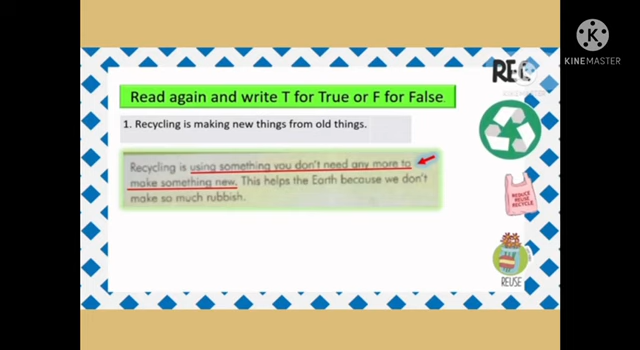 KINEMASTER
REC
Read again and write T for True or F for False.
1. Recycling is making new things from old things.
Recycling is using something you don't need any more to
make something new. This helps the Earth because we don't
make so much rubbish.
REDUCE
REUSE
RECYCLE
REUSE